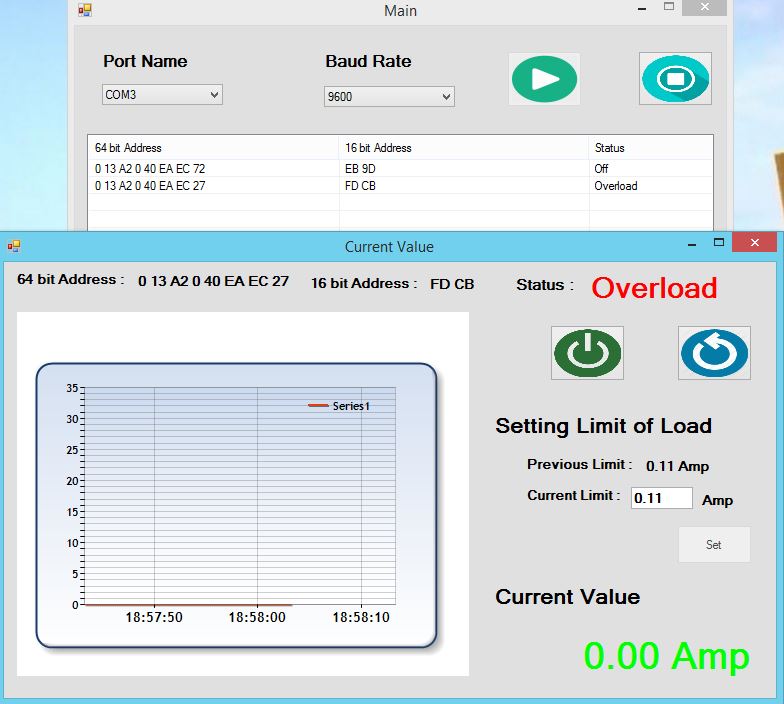 Main
Port Name Baud Rate
COM3 9600
64 bit Address 16 bit Address Status
0 13 A2 0 40 EA EC 72 EB 9D Off
0 13 A2 0 40 EA EC 27 FD CB Overload
Current Value
64 bit Address : 0 13 A2 0 40 EA EC 27 16 bit Address : FD CB Status : Overload
35
30
25
20
15
10
5
0
Series1
18:57:50 18:58:00 18:58:10
Setting Limit of Load
Previous Limit : 0.11 Amp
Current Limit : 0.11 Amp
Set
Current Value
0.00 Amp